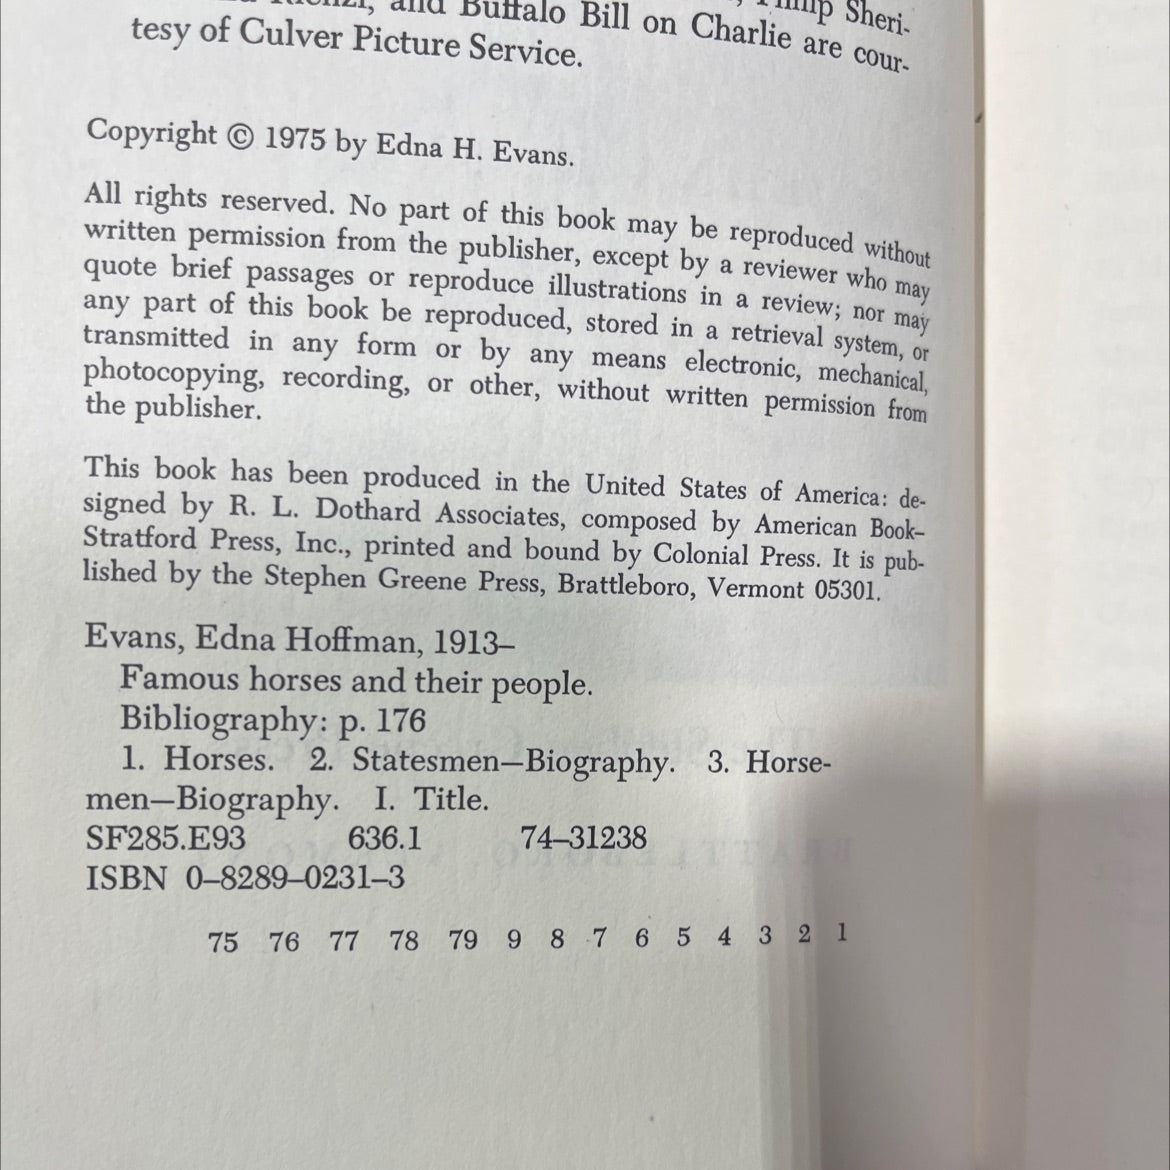 and Buffalo Bill on Charlie are cour-
tesy of Culver Picture Service.
Copyright © 1975 by Edna H. Evans.
All rights reserved. No part of this book may be reproduced without
written permission from the publisher, except by a reviewer who may
quote brief passages or reproduce illustrations in a review; nor may
any part of this book be reproduced, stored in a retrieval system, or
transmitted in any form or by any means electronic, mechanical,
photocopying, recording, or other, without written permission from
the publisher.
This book has been produced in the United States of America: de-
signed by R. L. Dothard Associates, composed by American Book–
Stratford Press, Inc., printed and bound by Colonial Press. It is pub-
lished by the Stephen Greene Press, Brattleboro, Vermont 05301.
Evans, Edna Hoffman, 1913–
Famous horses and their people.
Bibliography: p. 176
1. Horses. 2. Statesmen—Biography. 3. Horse-
men—Biography. I. Title.
SF285.E93 636.1 74–31238
ISBN 0–8289–0231–3
75 76 77 78 79 9 8 7 6 5 4 3 2 1